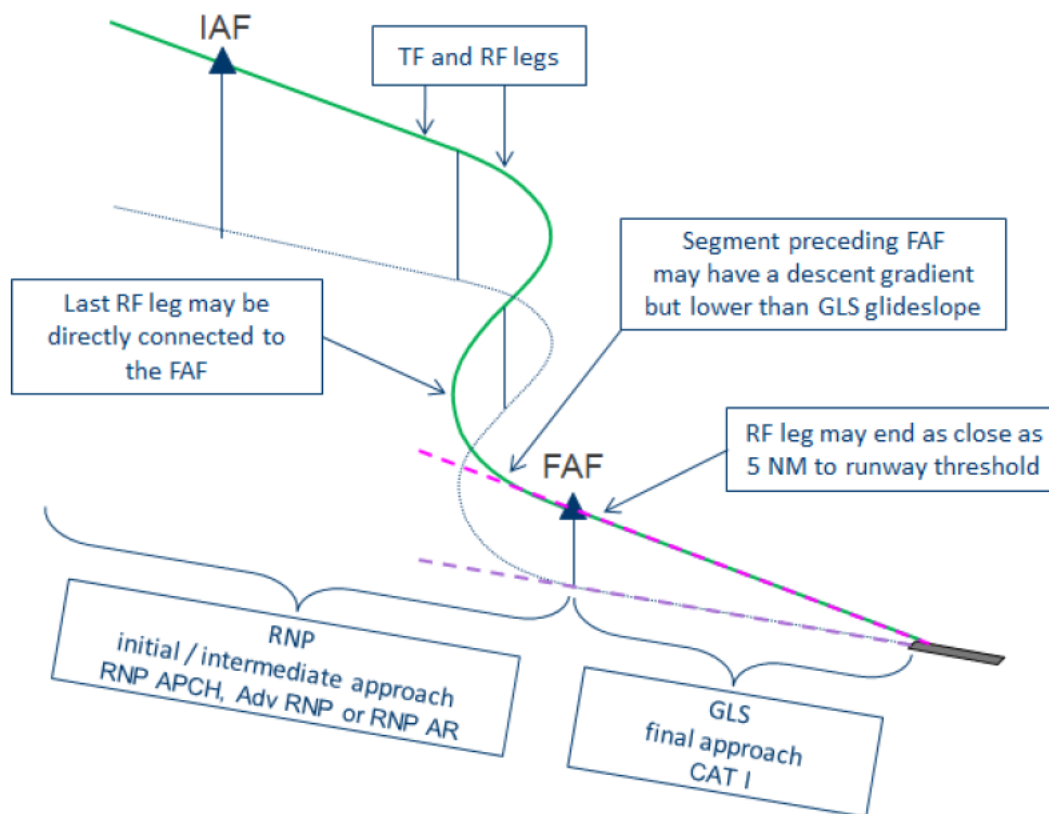 IAF
TF and RF legs
Segment preceding FAF
may have a descent gradient
but lower than GLS glideslope
Last RF leg may be
directly connected to
the FAF
RF leg may end as close as
5 NM to runway threshold
FAF
RNP
initial / intermediate approach
RNP APCH, Adv RNP or RNP AR
GLS
final approach
CAT I